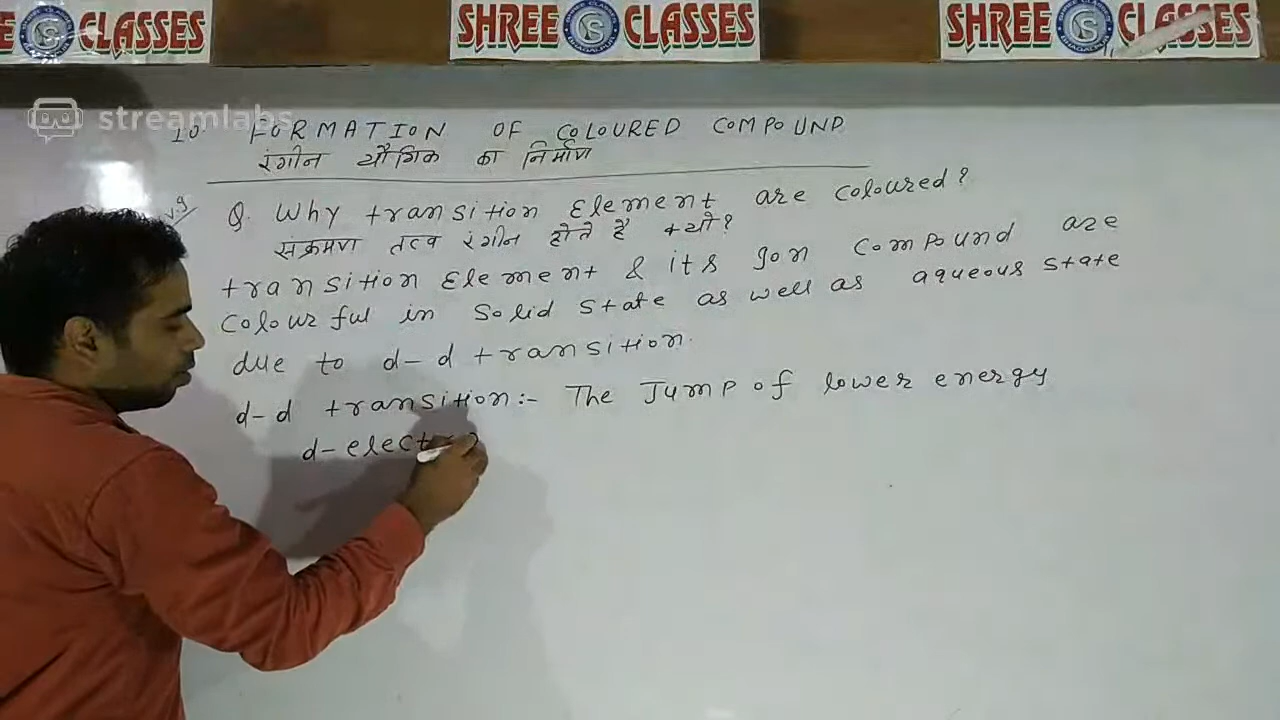 SHREE CLASSES
SHREE CLASSES
CLASSES
streamlabs
10. FORMATION OF COLOURED COMPOUND
रंगीन यौगिक का निर्माण
Q. Why transition Element are coloured?
संक्रमण तत्व रंगीन होते है क्यो?
transition Element & its Ion compound are
Colourful in Solid State as well as aqueous state
due to d-d transition.
d-d transition:- The Jump of lower energy
d-electro